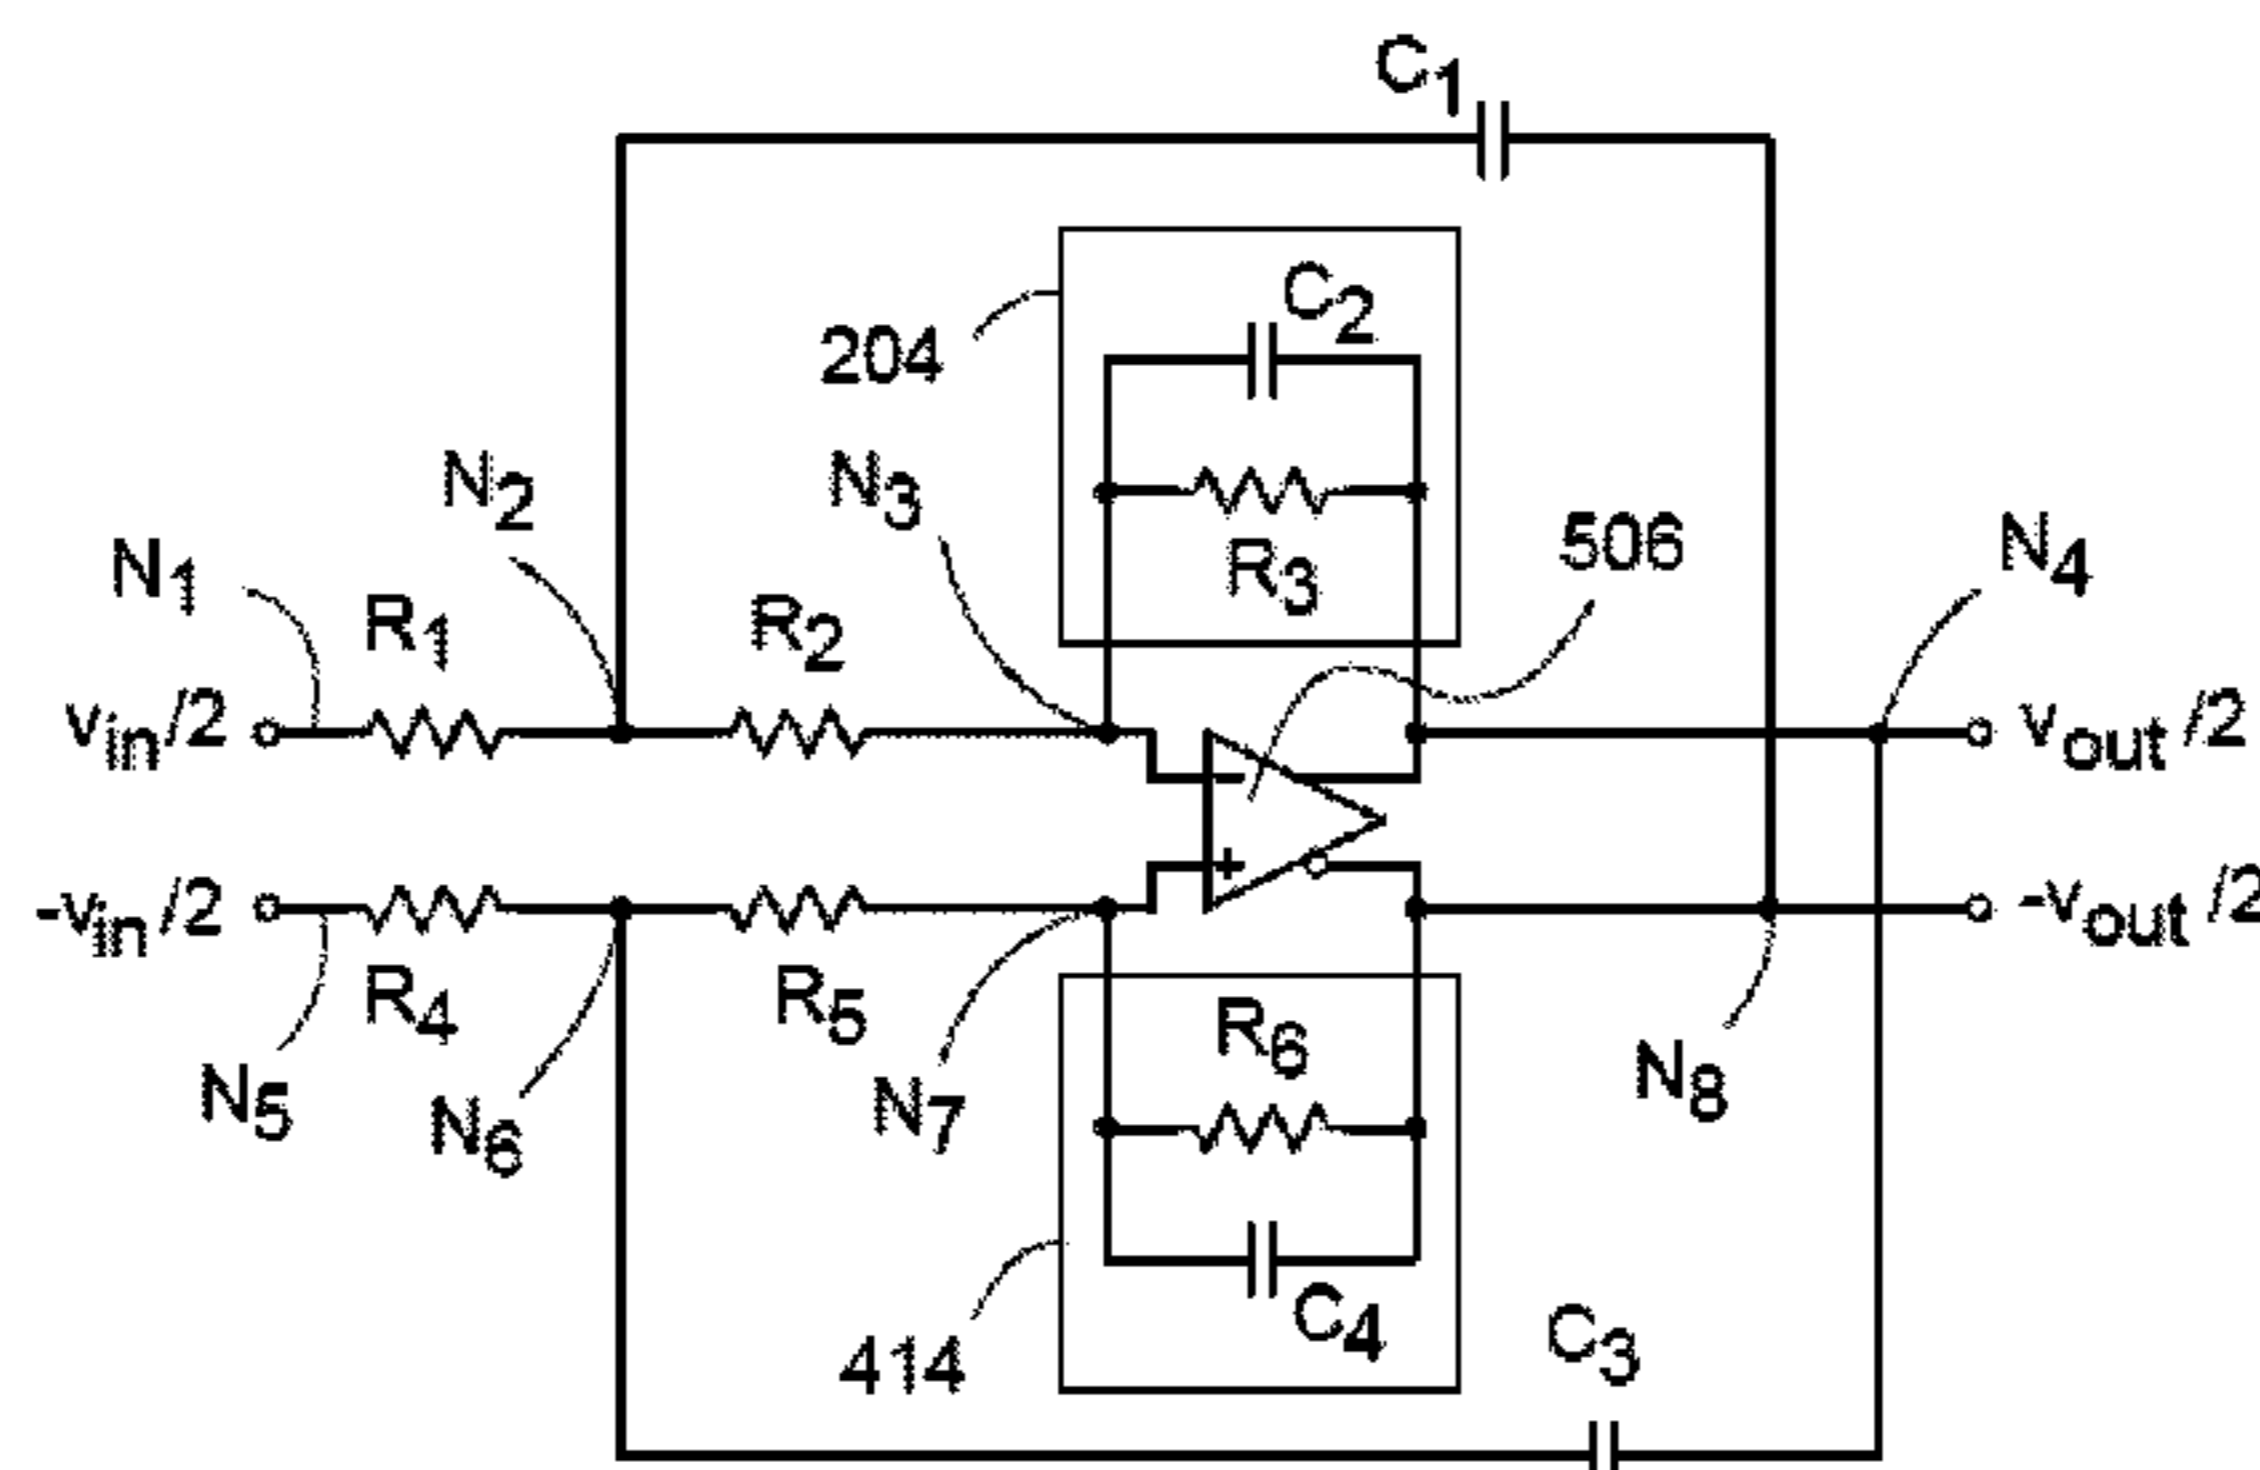 C1
C2
204
N2
N3
R3
506
N4
N1
R1
R2
vin/2
vout /2
-vin/2
-vout /2
R4
R5
R6
N5
N6
N7
N8
C4
C3
414
-
+